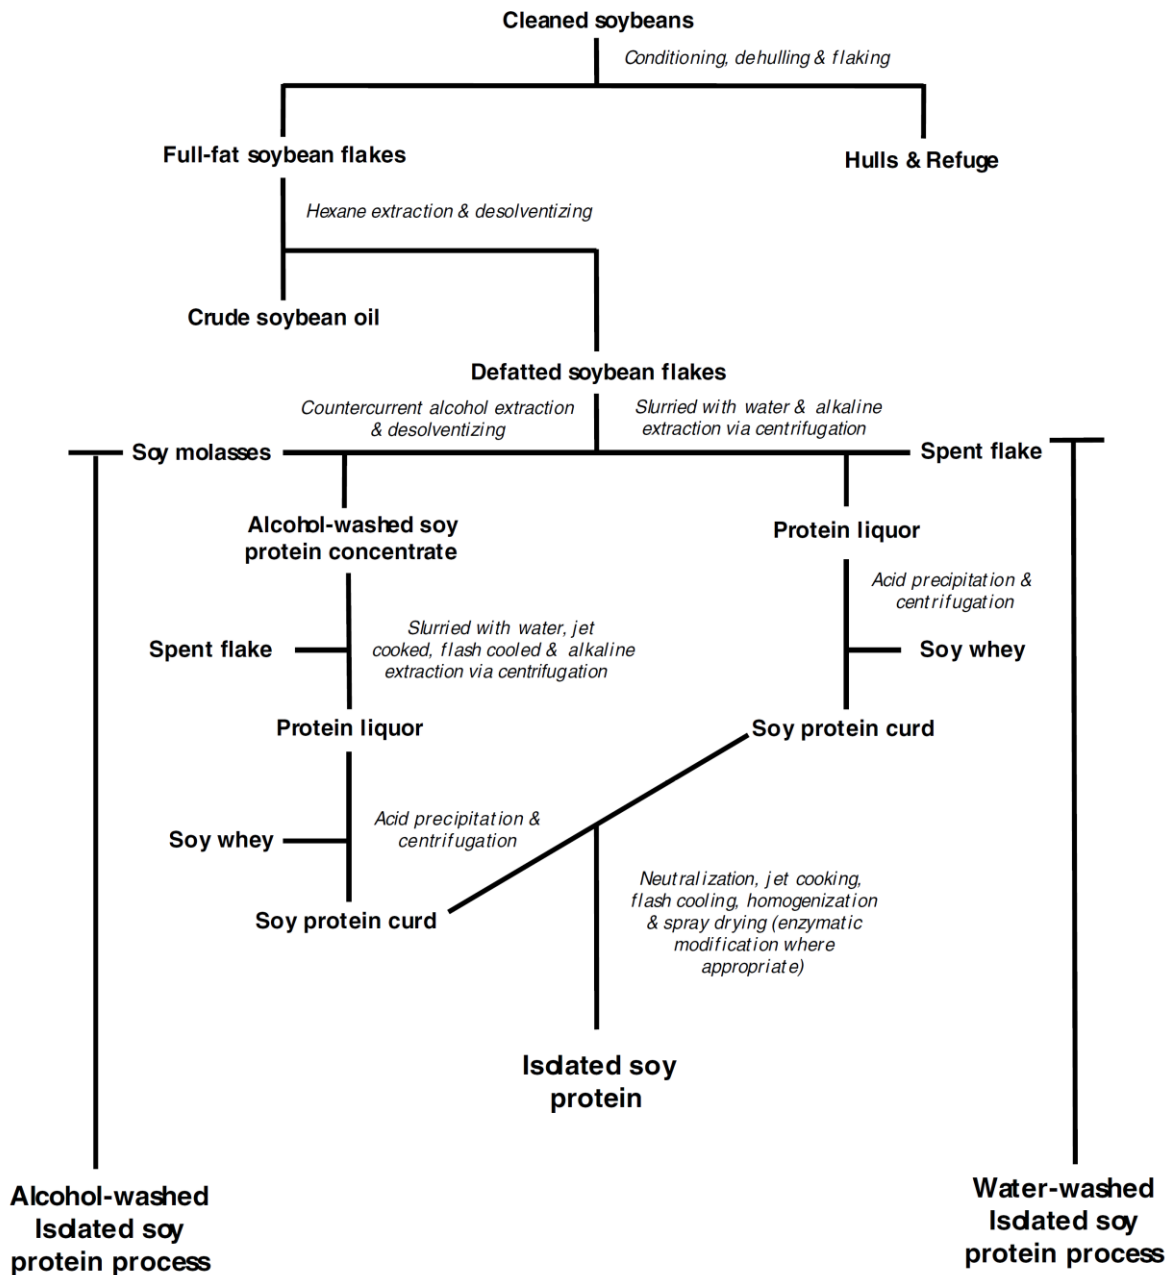 Cleaned soybeans
Conditioning, dehulling & flaking
Full-fat soybean flakes
Hulls & Refuge
Hexane extraction & desolventizing
Crude soybean oil
Defatted soybean flakes
Countercurrent alcohol extraction
& desolventizing
Slurried with water & alkaline
extraction via centrifugation
Soy molasses
Spent flake
Alcohol-washed soy
protein concentrate
Protein liquor
Acid precipitation &
centrifugation
Spent flake
Slurried with water, jet
cooked, flash cooled & alkaline
extraction via centrifugation
Soy whey
Protein liquor
Soy protein curd
Soy whey
Acid precipitation &
centrifugation
Soy protein curd
Neutralization, jet cooking,
flash cooling, homogenization
& spray drying (enzymatic
modification where
appropriate)
Isolated soy
protein
Alcohol-washed
Isolated soy
protein process
Water-washed
Isolated soy
protein process